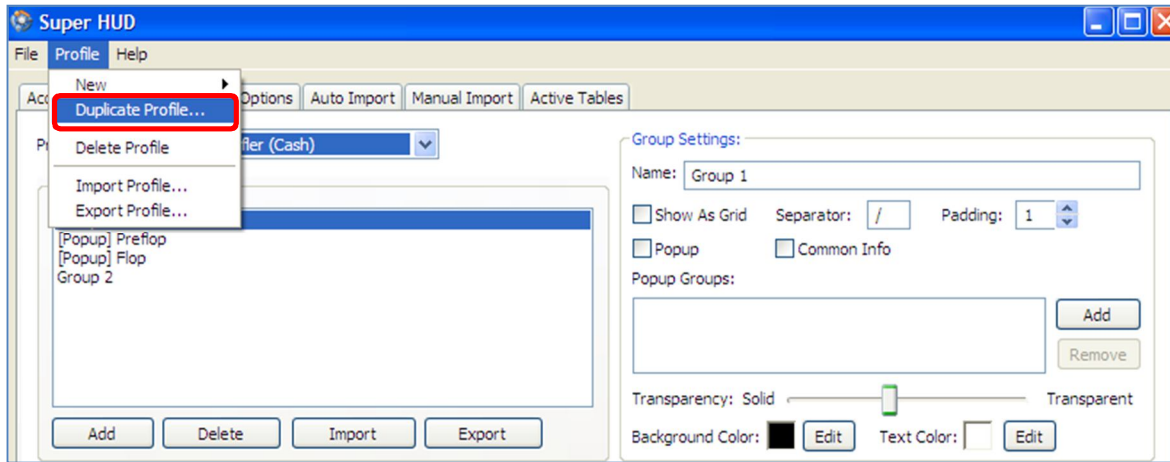 Super HUD
File Profile Help
New
Duplicate Profile...
Delete Profile
Import Profile...
Export Profile...
Options Auto Import Manual Import Active Tables
(Cash)
[Popup] Preflop
[Popup] Flop
Group 2
Add Delete Import Export
Group Settings:
Name: Group 1
Show As Grid Separator: / Padding: 1
Popup Common Info
Popup Groups:
Add
Remove
Transparency: Solid Transparent
Background Color: Edit Text Color: Edit